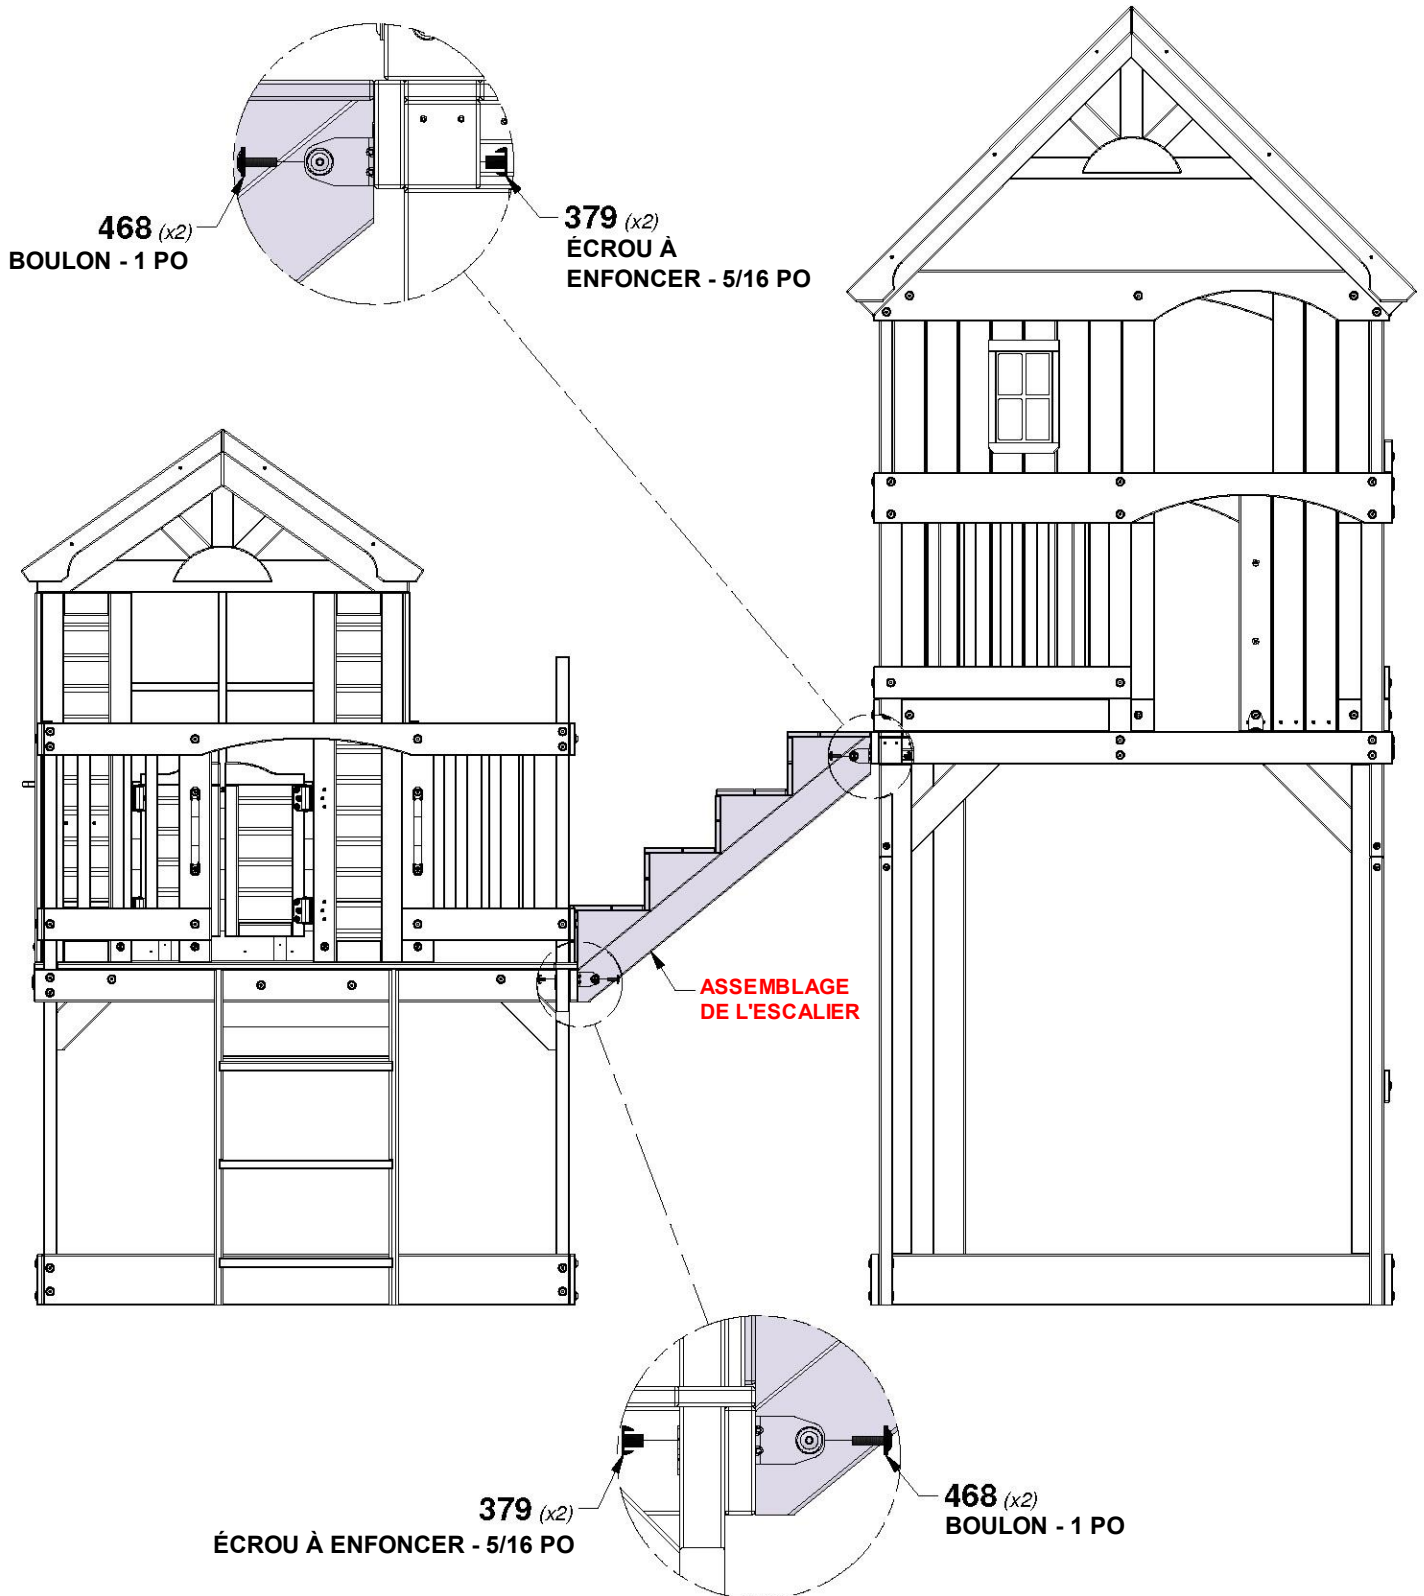 468 (x2)
BOULON - 1 PO
379 (x2)
ÉCROU À
ENFONCER - 5/16 PO
ASSEMBLAGE
DE L'ESCALIER
379 (x2)
ÉCROU À ENFONCER - 5/16 PO
468 (x2)
BOULON - 1 PO